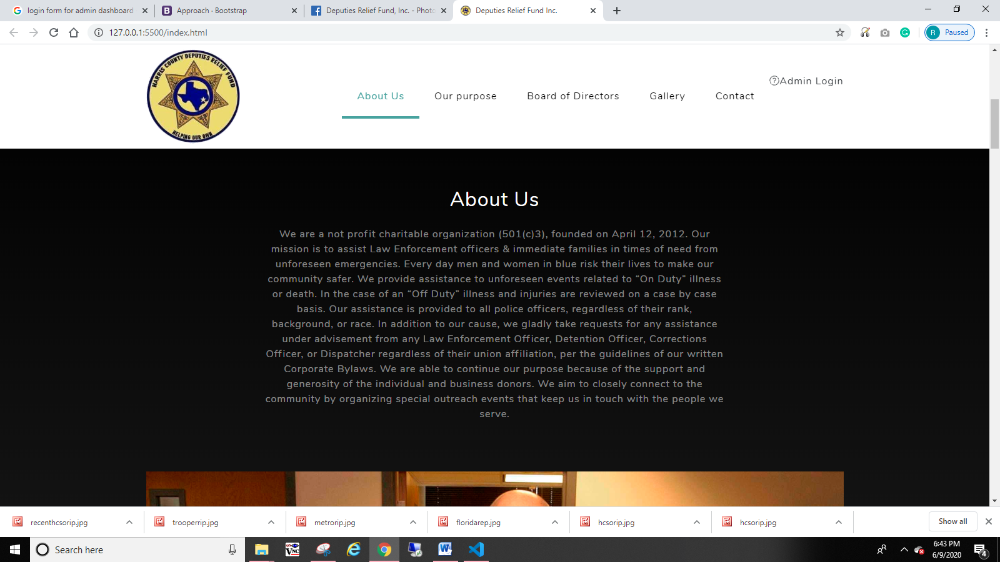 login form for admin dashboard
Approach · Bootstrap
Deputies Relief Fund, Inc. - Photo
Deputies Relief Fund Inc.
127.0.0.1:5500/index.html
R Paused
HARRIS COUNTY DEPUTIES RELIEF FUND
HELPING OUR OWN
About Us
Our purpose
Board of Directors
Gallery
Contact
Admin Login
About Us
We are a not profit charitable organization (501(c)3), founded on April 12, 2012. Our
mission is to assist Law Enforcement officers & immediate families in times of need from
unforeseen emergencies. Every day men and women in blue risk their lives to make our
community safer. We provide assistance to unforeseen events related to “On Duty” illness
or death. In the case of an “Off Duty” illness and injuries are reviewed on a case by case
basis. Our assistance is provided to all police officers, regardless of their rank,
background, or race. In addition to our cause, we gladly take requests for any assistance
under advisement from any Law Enforcement Officer, Detention Officer, Corrections
Officer, or Dispatcher regardless of their union affiliation, per the guidelines of our written
Corporate Bylaws. We are able to continue our purpose because of the support and
generosity of the individual and business donors. We aim to closely connect to the
community by organizing special outreach events that keep us in touch with the people we
serve.
recenthcsorip.jpg
trooperrip.jpg
metrorip.jpg
floridarep.jpg
hcsorip.jpg
hcsorip.jpg
Show all
Search here
6:43 PM
6/9/2020
4